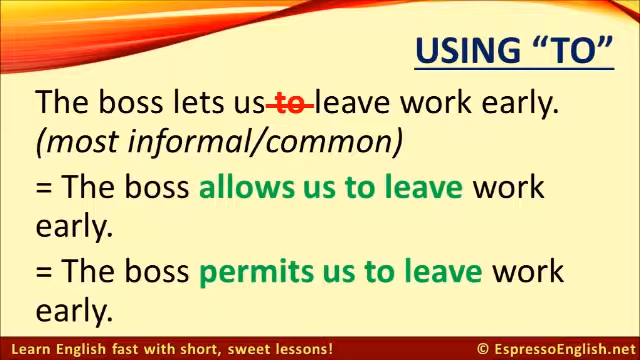 USING “TO”
The boss lets us to leave work early.
(most informal/common)
= The boss allows us to leave work
early.
= The boss permits us to leave work
early.
Learn English fast with short, sweet lessons!
© EspressoEnglish.net